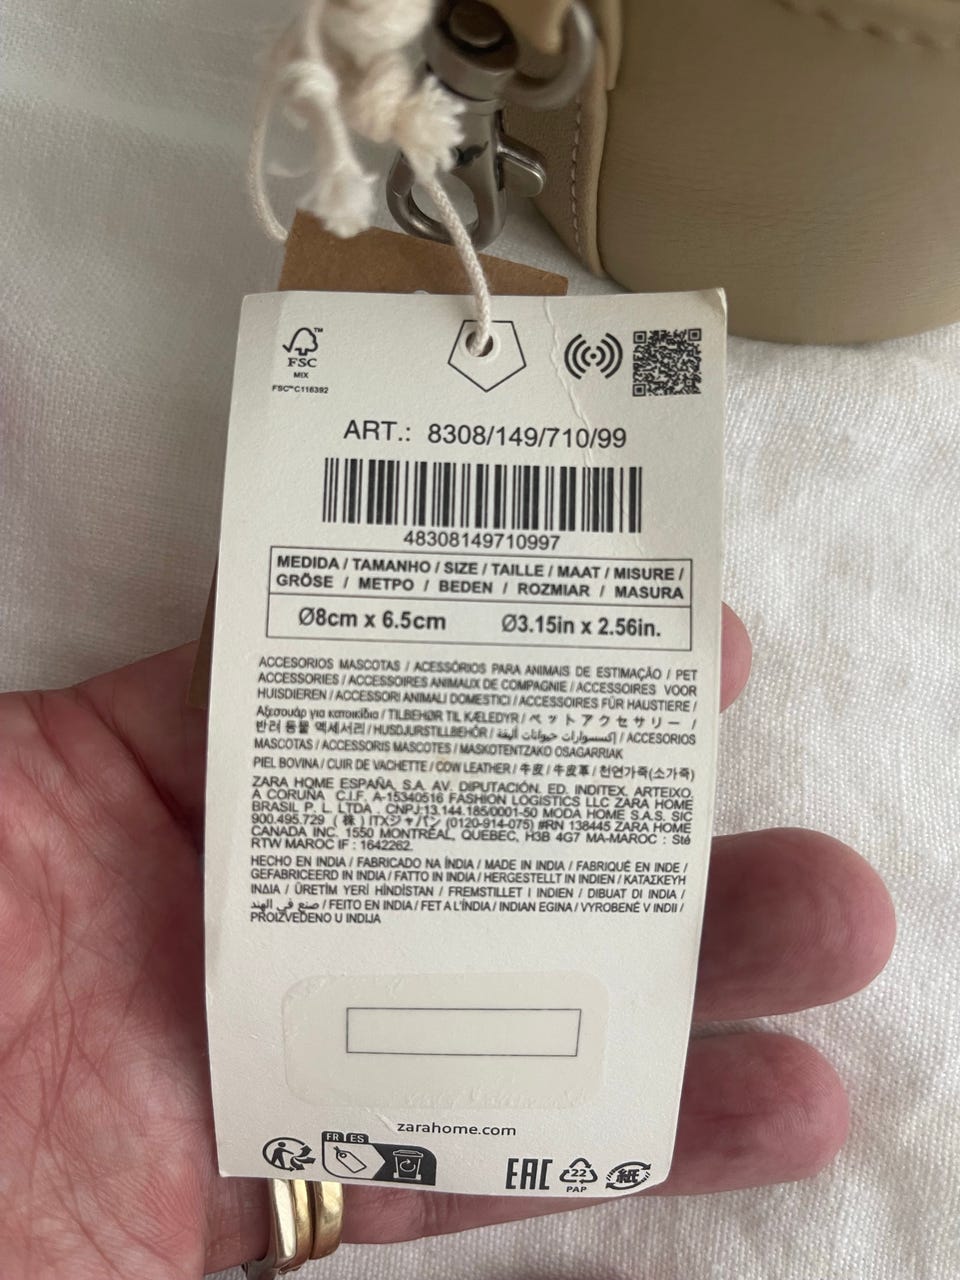 FSC™
MIX
FSC™C116392
ART.: 8308/149/710/99
48308149710997
MEDIDA / TAMANHO / SIZE / TAILLE / MAAT / MISURE /
GRÖSE / ΜΕΤΡΟ / BEDEN / ROZMIAR / MASURA
Ø8cm x 6.5cm Ø3.15in x 2.56in.
ACCESORIOS MASCOTAS / ACESSÓRIOS PARA ANIMAIS DE ESTIMAÇÃO / PET
ACCESSORIES / ACCESSOIRES ANIMAUX DE COMPAGNIE / ACCESSOIRES VOOR
HUISDIEREN / ACCESSORI ANIMALI DOMESTICI / ACCESSOIRES FÜR HAUSTIERE /
Αξεσουάρ για κατοικίδια / TILBEHØR TIL KÆLEDYR / ペットアクセサリー /
반려 동물 액세서리 / HUSDJURSTILLBEHÖR / إكسسوارات حيوانات أليفة / ACCESORIOS
MASCOTAS / ACCESSORIS MASCOTES / MASKOTENTZAKO OSAGARRIAK
PIEL BOVINA / CUIR DE VACHETTE / COW LEATHER / 牛皮 / 牛皮革 / 천연가죽(소가죽)
ZARA HOME ESPAÑA, S.A. AV. DIPUTACIÓN, ED. INDITEX, ARTEIXO,
A CORUÑA C.I.F. A-15340516 FASHION LOGISTICS LLC ZARA HOME
BRASIL P. L. LTDA . CNPJ:13.144.185/0001-50 MODA HOME S.A.S. SIC
900.495.729 (株) ITXジャパン (0120-914-075) #RN 138445 ZARA HOME
CANADA INC. 1550 MONTRÉAL, QUEBEC, H3B 4G7 MA-MAROC : Sté
RTW MAROC IF : 1642262.
HECHO EN INDIA / FABRICADO NA ÍNDIA / MADE IN INDIA / FABRIQUÉ EN INDE /
GEFABRICEERD IN INDIA / FATTO IN INDIA / HERGESTELLT IN INDIEN / ΚΑΤΑΣΚΕΥΗ
ΙΝΔΙΑ / ÜRETİM YERİ HİNDİSTAN / FREMSTILLET I INDIEN / DIBUAT DI INDIA /
صنع في الهند / FEITO EN INDIA / FET A L'ÍNDIA / INDIAN EGINA / VYROBENÉ V INDII /
PROIZVEDENO U INDIJA
zarahome.com
FR ES
EAC 22 紙
PAP